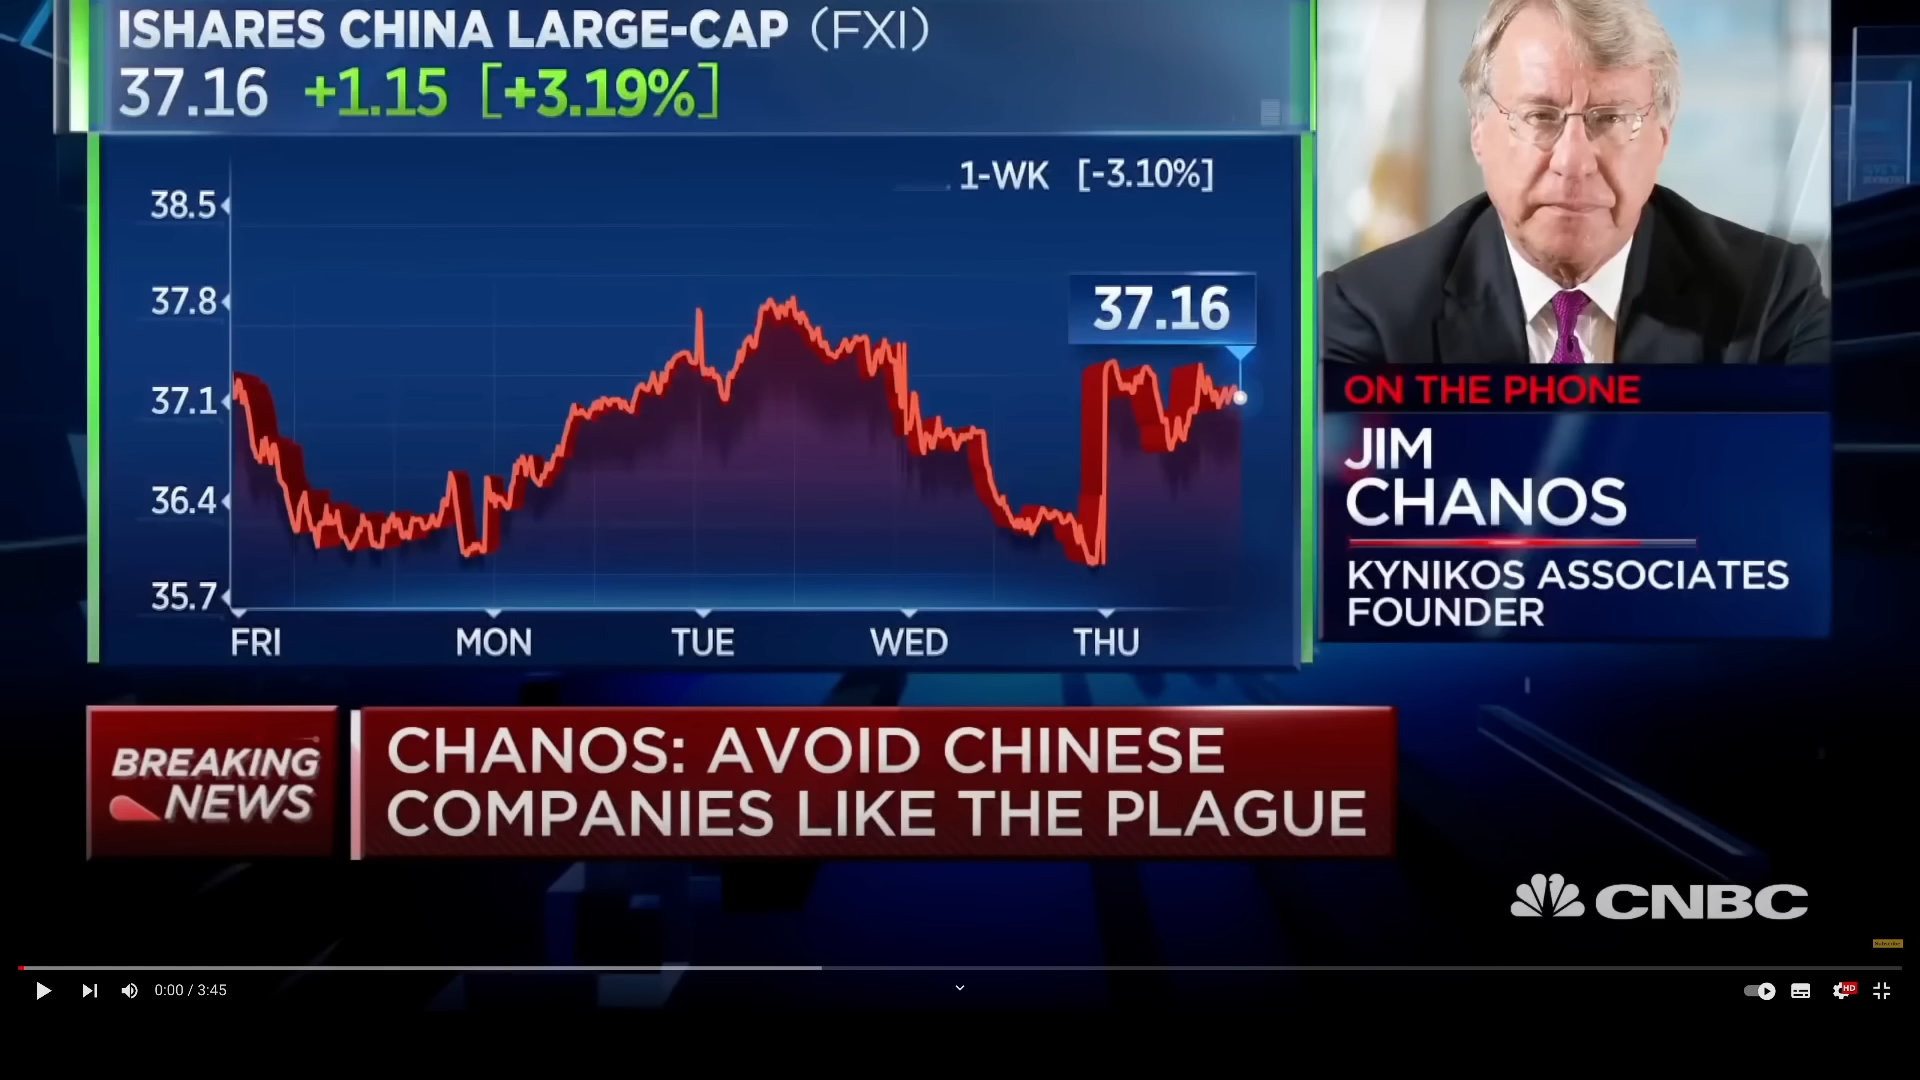 ISHARES CHINA LARGE-CAP (FXI)
37.16 +1.15 [+3.19%]
1-WK [-3.10%]
38.5
37.8
37.1
36.4
35.7
37.16
FRI MON TUE WED THU
ON THE PHONE
JIM
CHANOS
KYNIKOS ASSOCIATES
FOUNDER
BREAKING
NEWS
CHANOS: AVOID CHINESE
COMPANIES LIKE THE PLAGUE
CNBC
Subscribe
0:00 / 3:45
HD